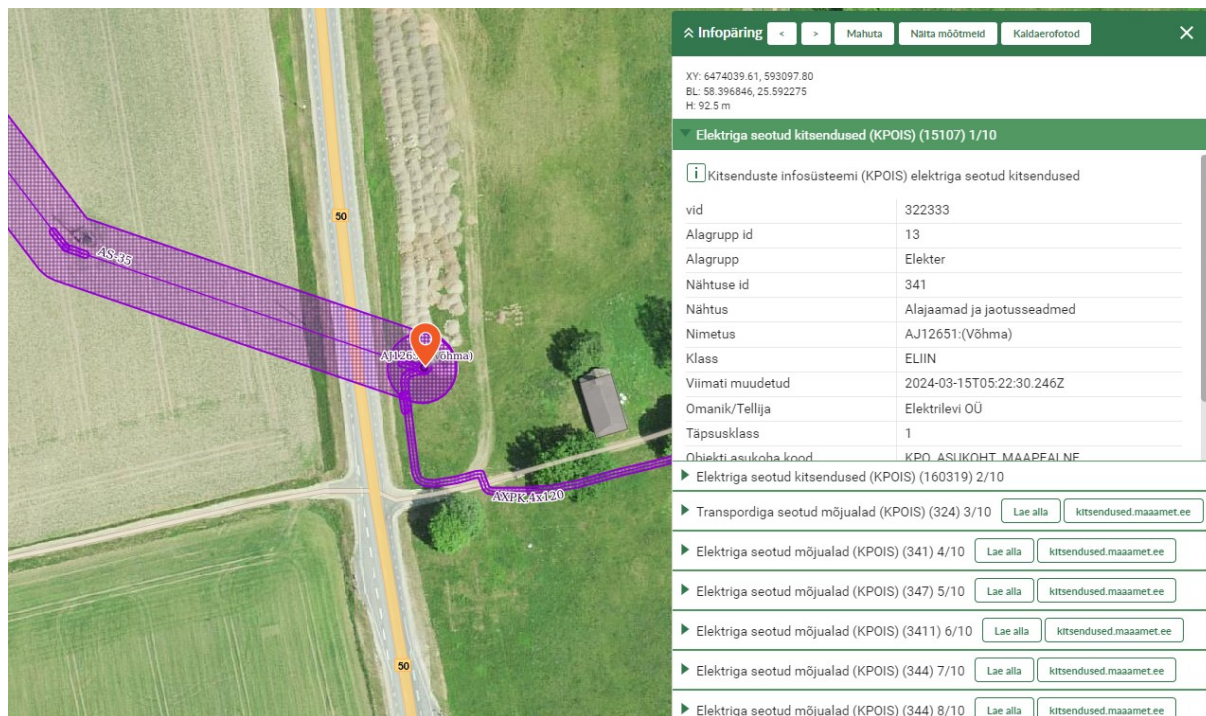 50
AS-35
AJ12651:(Võhma)
AXPK.4x120
50
Infopäring < > Mahuta Näita mõõtmeid Kaldaerofotod
XY: 6474039.61, 593097.80
BL: 58.396846, 25.592275
H: 92.5 m
Elektriga seotud kitsendused (KPOIS) (15107) 1/10
i Kitsenduste infosüsteemi (KPOIS) elektriga seotud kitsendused
vid 322333
Alagrupp id 13
Alagrupp Elekter
Nähtuse id 341
Nähtus Alajaamad ja jaotusseadmed
Nimetus AJ12651:(Võhma)
Klass ELIIN
Viimati muudetud 2024-03-15T05:22:30.246Z
Omanik/Tellija Elektrilevi OÜ
Täpsusklass 1
Objekti asukoha kood KPO_ASUKOHT_MAAPEALNE
Elektriga seotud kitsendused (KPOIS) (160319) 2/10
Transpordiga seotud mõjualad (KPOIS) (324) 3/10 Lae alla kitsendused.maaamet.ee
Elektriga seotud mõjualad (KPOIS) (341) 4/10 Lae alla kitsendused.maaamet.ee
Elektriga seotud mõjualad (KPOIS) (347) 5/10 Lae alla kitsendused.maaamet.ee
Elektriga seotud mõjualad (KPOIS) (3411) 6/10 Lae alla kitsendused.maaamet.ee
Elektriga seotud mõjualad (KPOIS) (344) 7/10 Lae alla kitsendused.maaamet.ee
Elektriga seotud mõjualad (KPOIS) (344) 8/10 Lae alla kitsendused.maaamet.ee